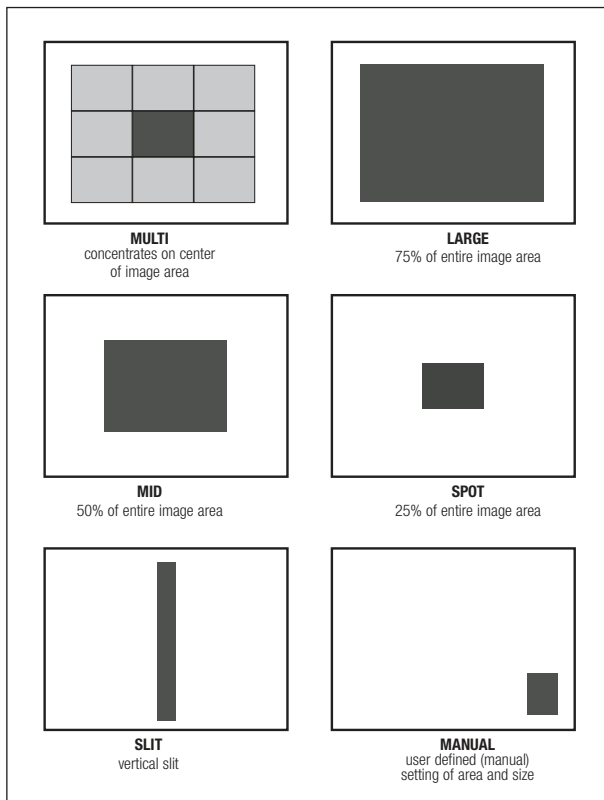 MULTI
concentrates on center
of image area
LARGE
75% of entire image area
MID
50% of entire image area
SPOT
25% of entire image area
SLIT
vertical slit
MANUAL
user defined (manual)
setting of area and size